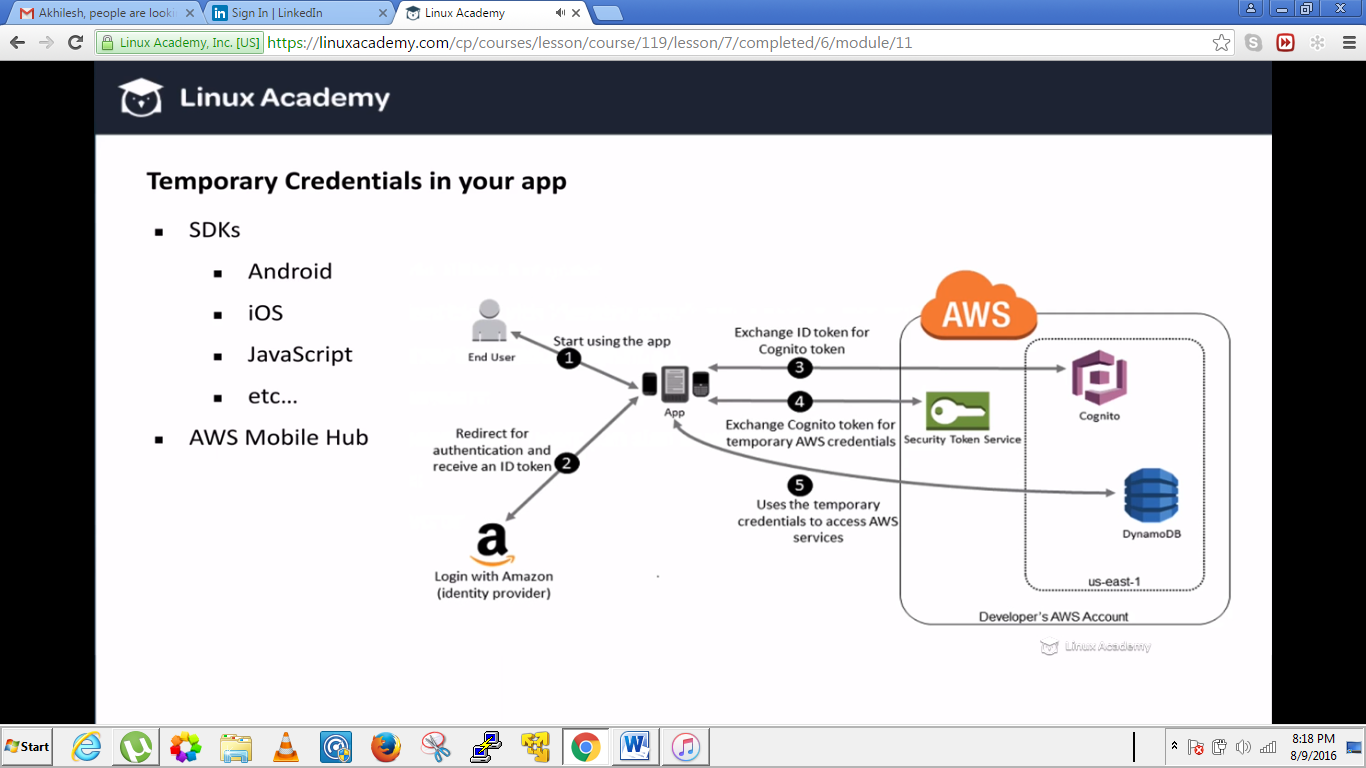 Akhilesh, people are looki
Sign In | LinkedIn
Linux Academy
Linux Academy, Inc. [US]
https://linuxacademy.com/cp/courses/lesson/course/119/lesson/7/completed/6/module/11
Linux Academy
Temporary Credentials in your app
SDKs
Android
iOS
JavaScript
etc...
AWS Mobile Hub
End User
Start using the app
1
App
Redirect for
authentication and
receive an ID token
2
a
Login with Amazon
(identity provider)
Exchange ID token for
Cognito token
3
4
Exchange Cognito token for
temporary AWS credentials
5
Uses the temporary
credentials to access AWS
services
AWS
Cognito
Security Token Service
DynamoDB
us-east-1
Developer's AWS Account
Linux Academy
Start
8:18 PM
8/9/2016